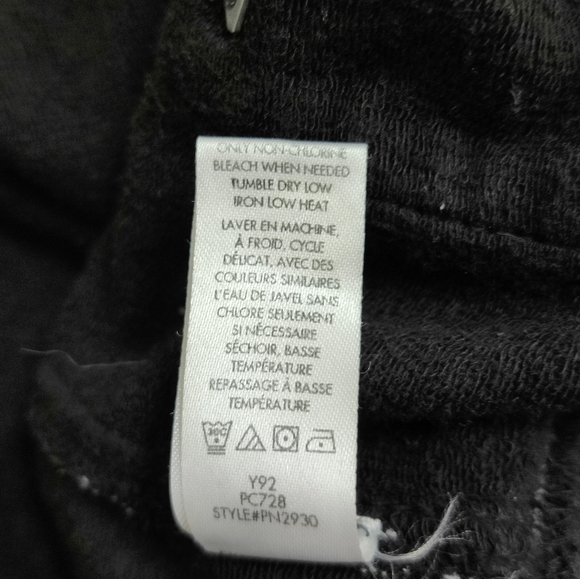 ONLY NON-CHLORINE
BLEACH WHEN NEEDED
TUMBLE DRY LOW
IRON LOW HEAT
LAVER EN MACHINE,
À FROID, CYCLE
DÉLICAT, AVEC DES
COULEURS SIMILAIRES
L'EAU DE JAVEL SANS
CHLORE SEULEMENT
SI NÉCESSAIRE
SÉCHOIR, BASSE
TEMPÉRATURE
REPASSAGE À BASSE
TEMPÉRATURE
30C
Y92
PC728
STYLE#PN2930